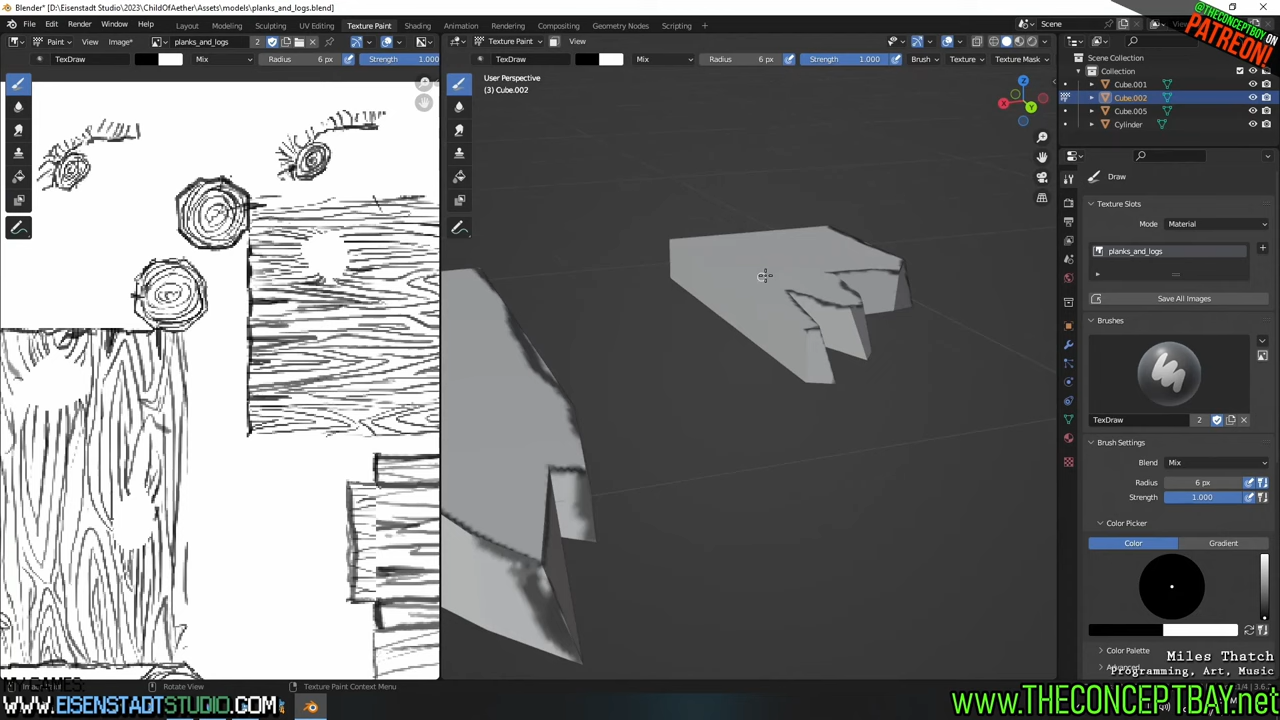 Blender* [D:\Eisenstadt Studio\2023\ChildOfAether\Assets\models\planks_and_logs.blend]
@THECONCEPTBOY ON PATREON!
File Edit Render Window Help Layout Modeling Sculpting UV Editing Texture Paint Shading Animation Rendering Compositing Geometry Nodes Scripting + Scene
Paint View Image* planks_and_logs 2 Texture Paint View
TexDraw Mix Radius 6 px Strength 1.000 TexDraw Mix Radius 6 px Strength 1.000 Brush Texture Texture Mask
User Perspective
(3) Cube.002
Scene Collection
Collection
Cube.001
Cube.002
Cube.005
Cylinder
Draw
Texture Slots
Mode Material
planks_and_logs
Save All Images
Brushes
TexDraw 2
Brush Settings
Blend Mix
Radius 6 px
Strength 1.000
Color Picker
Color Gradient
Color Palette
Miles Thatch
Programming, Art, Music
Rotate View Texture Paint Context Menu
WWW.EISENSTADTSTUDIO.COM
www.THECONCEPTBAY.net